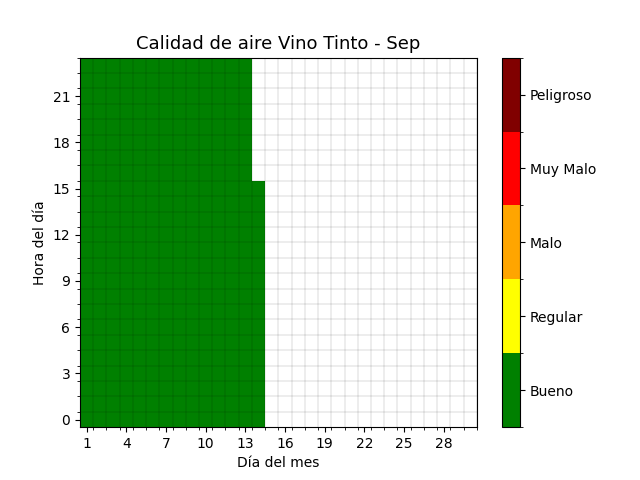 Calidad de aire Vino Tinto - Sep
Hora del día
21
18
15
12
9
6
3
0
1 4 7 10 13 16 19 22 25 28
Día del mes
Peligroso
Muy Malo
Malo
Regular
Bueno